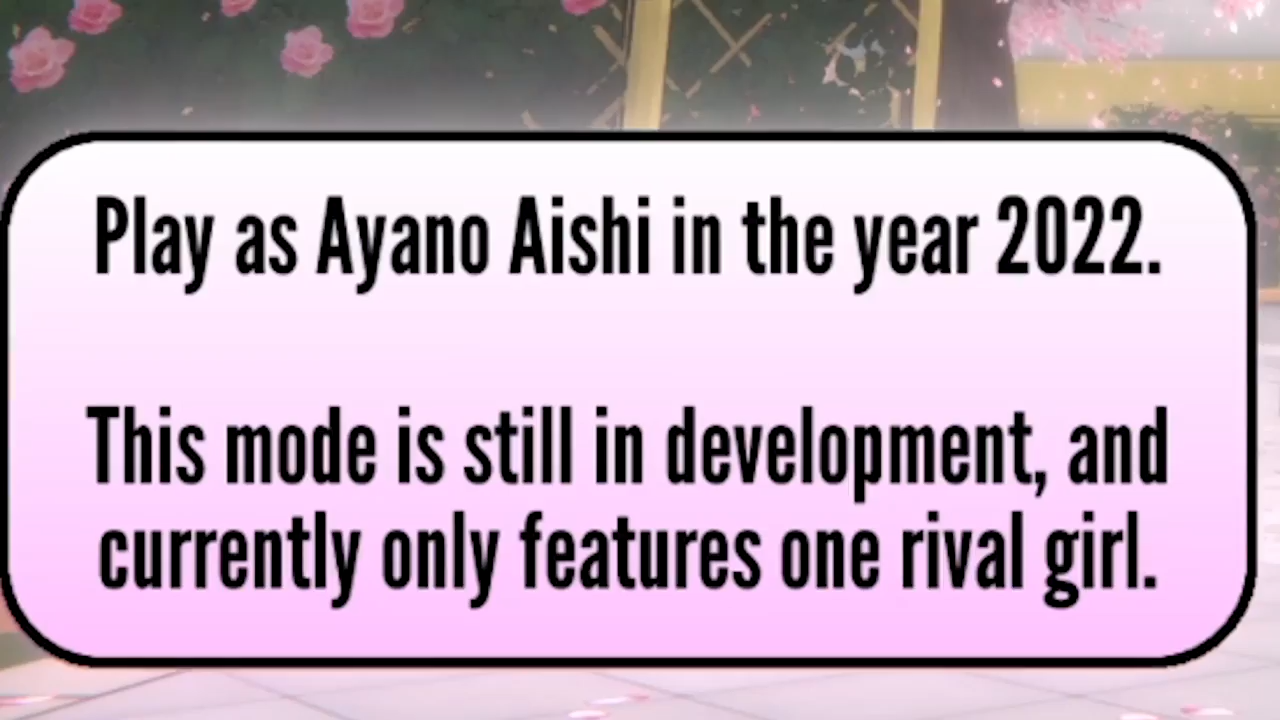 Play as Ayano Aishi in the year 2022.
This mode is still in development, and
currently only features one rival girl.